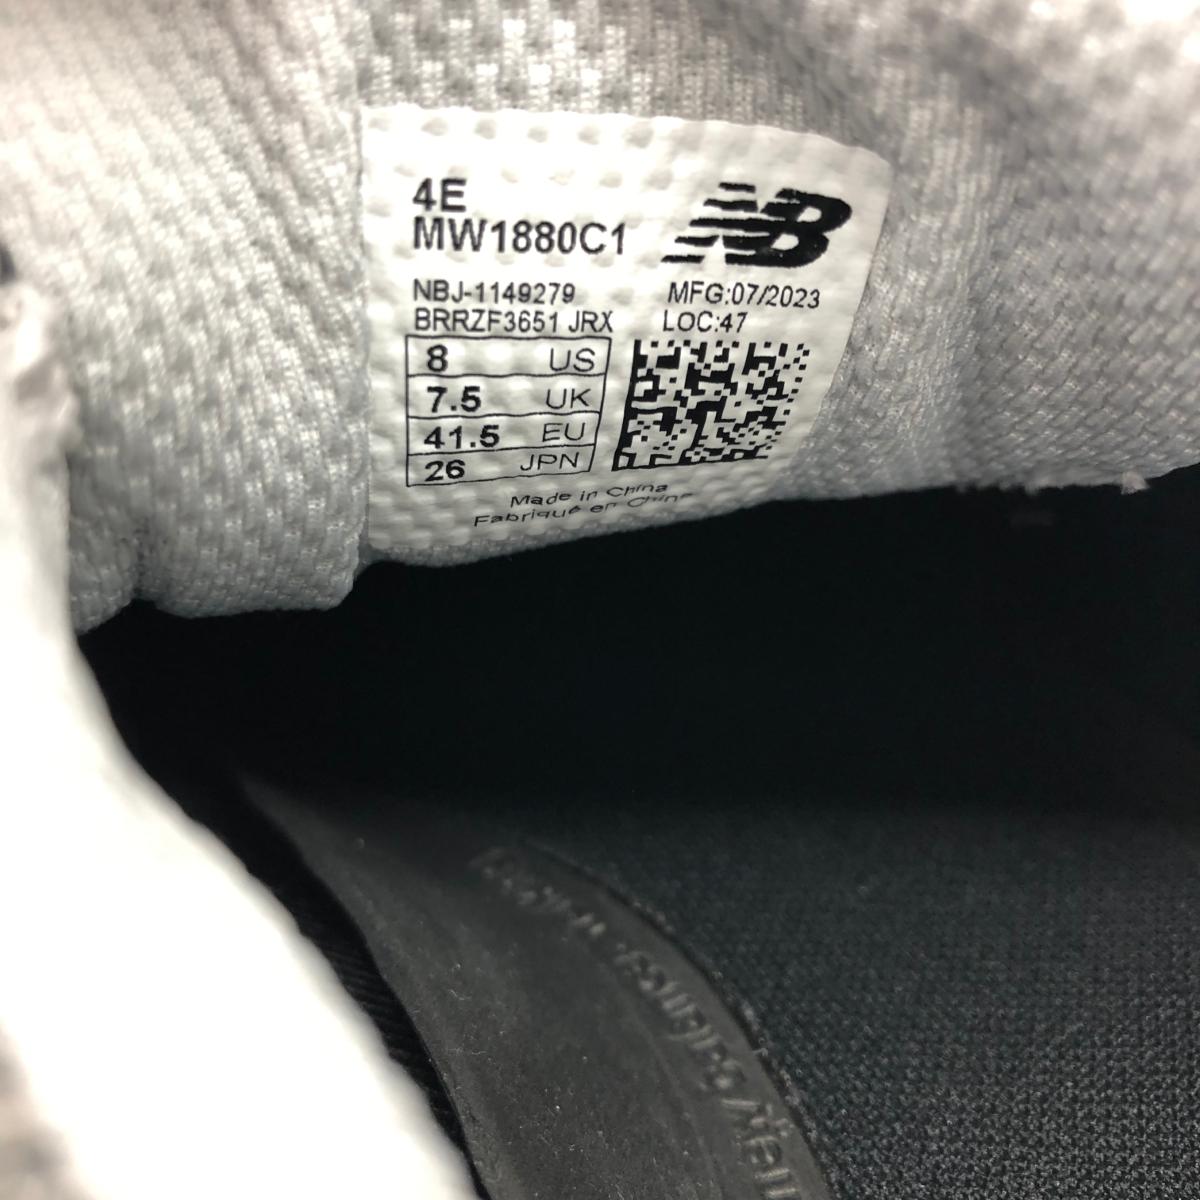 4E
MW1880C1
NB
NBJ-1149279 MFG:07/2023
BRRZF3651 JRX LOC:47
8 US
7.5 UK
41.5 EU
26 JPN
Made in China
Fabriqué en Chine